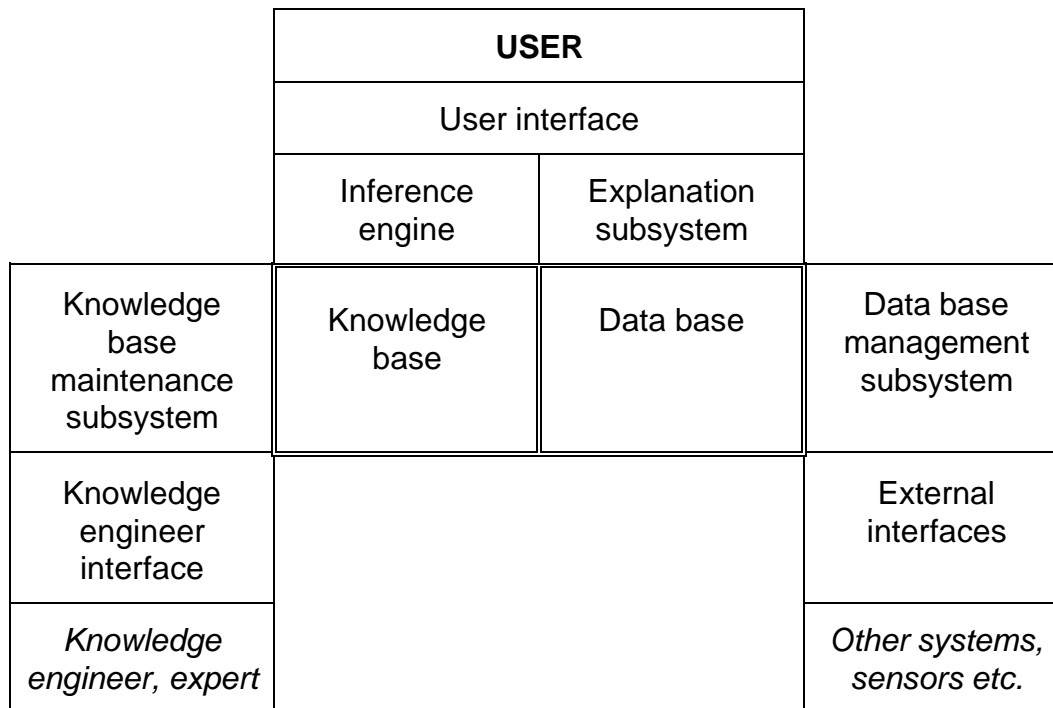 USER
User interface
Inference
engine
Explanation
subsystem
Knowledge
base
maintenance
subsystem
Knowledge
base
Data base
Data base
management
subsystem
Knowledge
engineer
interface
External
interfaces
Knowledge
engineer, expert
Other systems,
sensors etc.